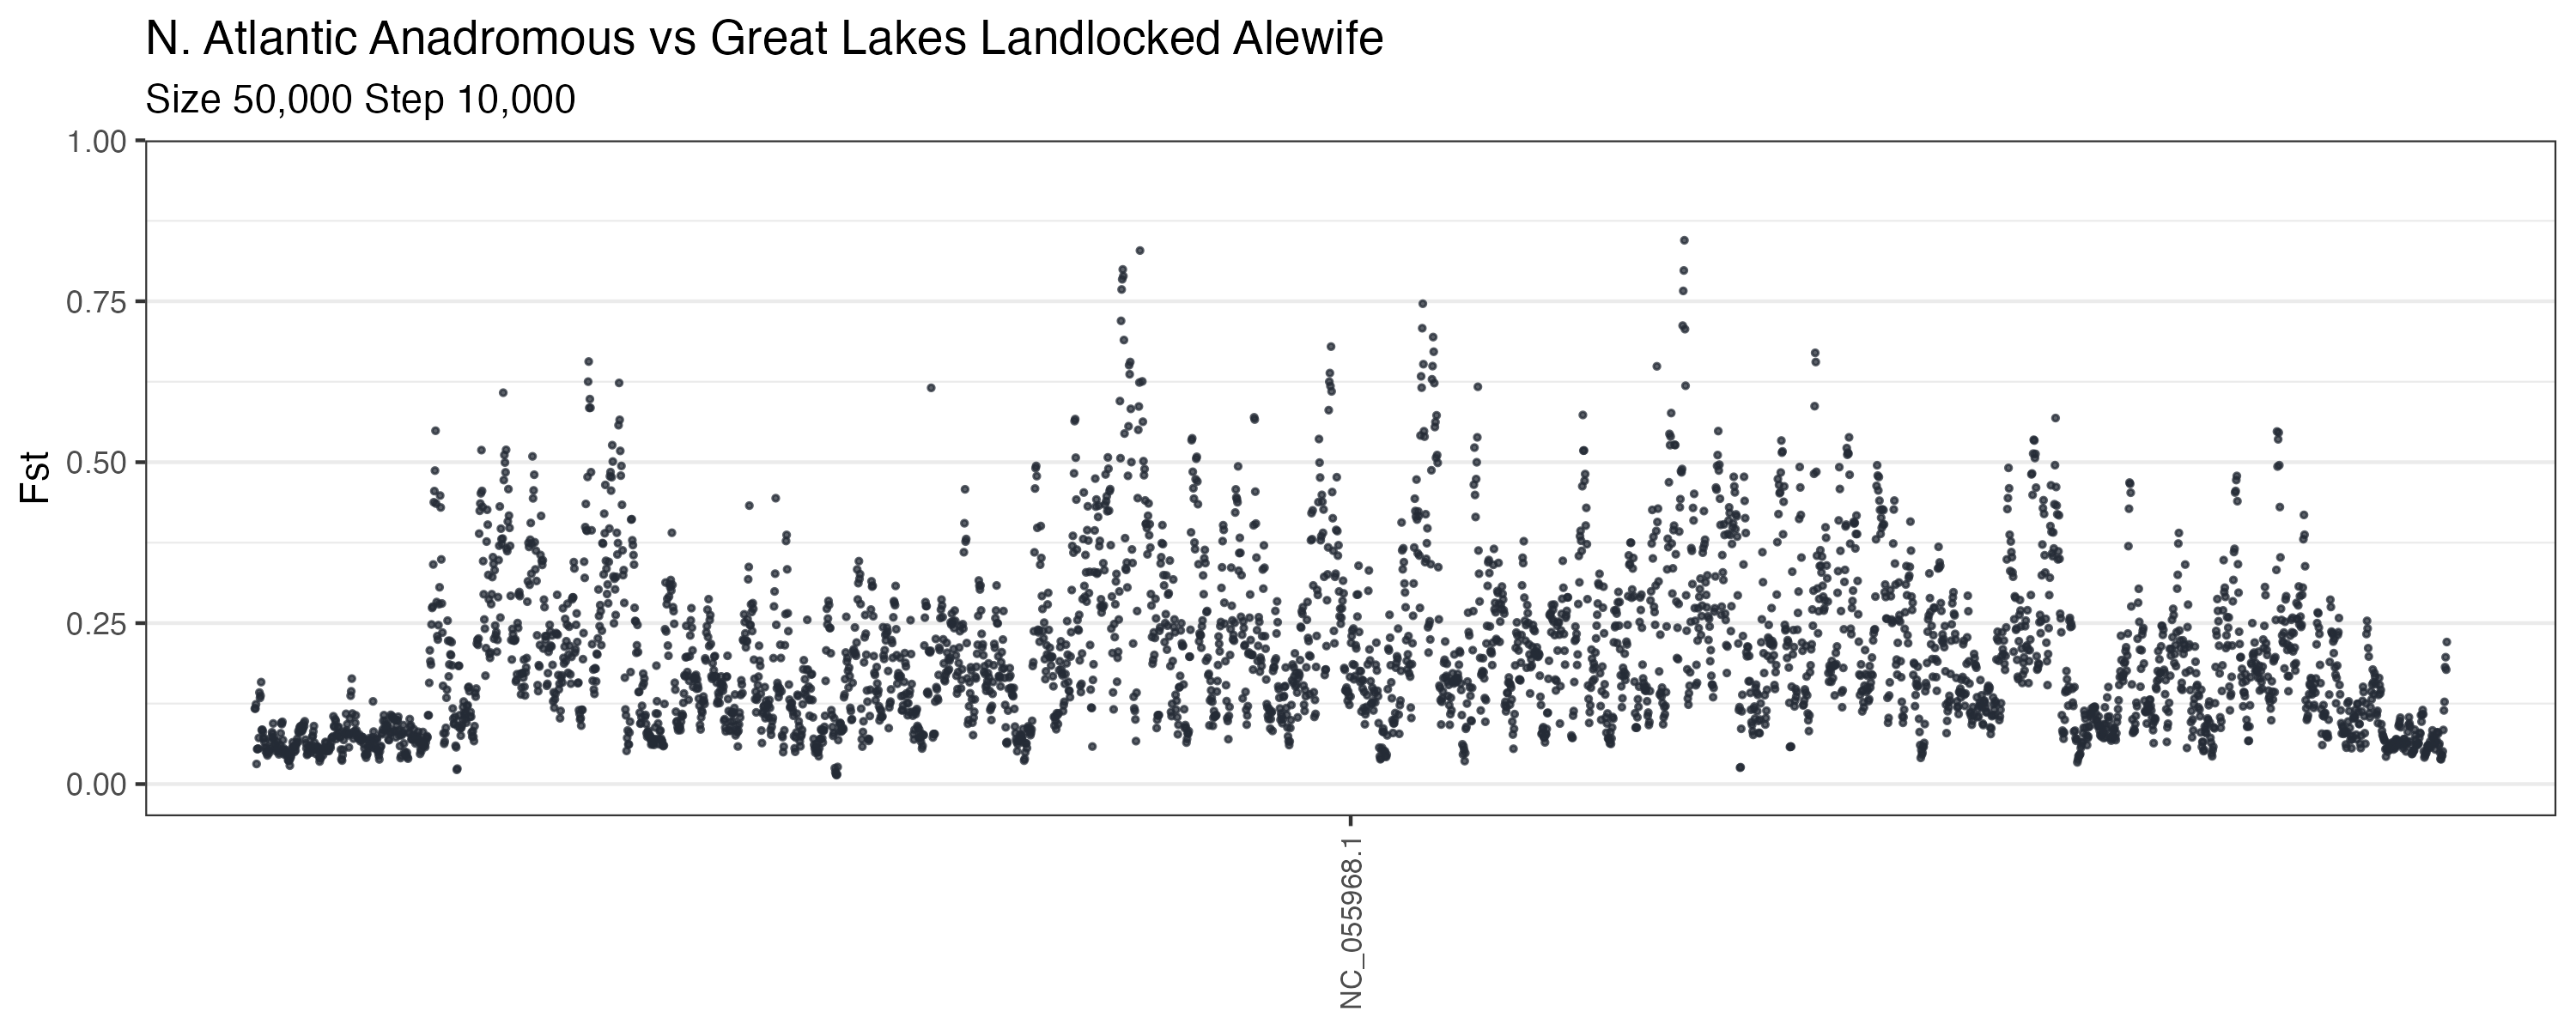 N. Atlantic Anadromous vs Great Lakes Landlocked Alewife
Size 50,000 Step 10,000
1.00
0.75
0.50
0.25
0.00
Fst
NC_055968.1